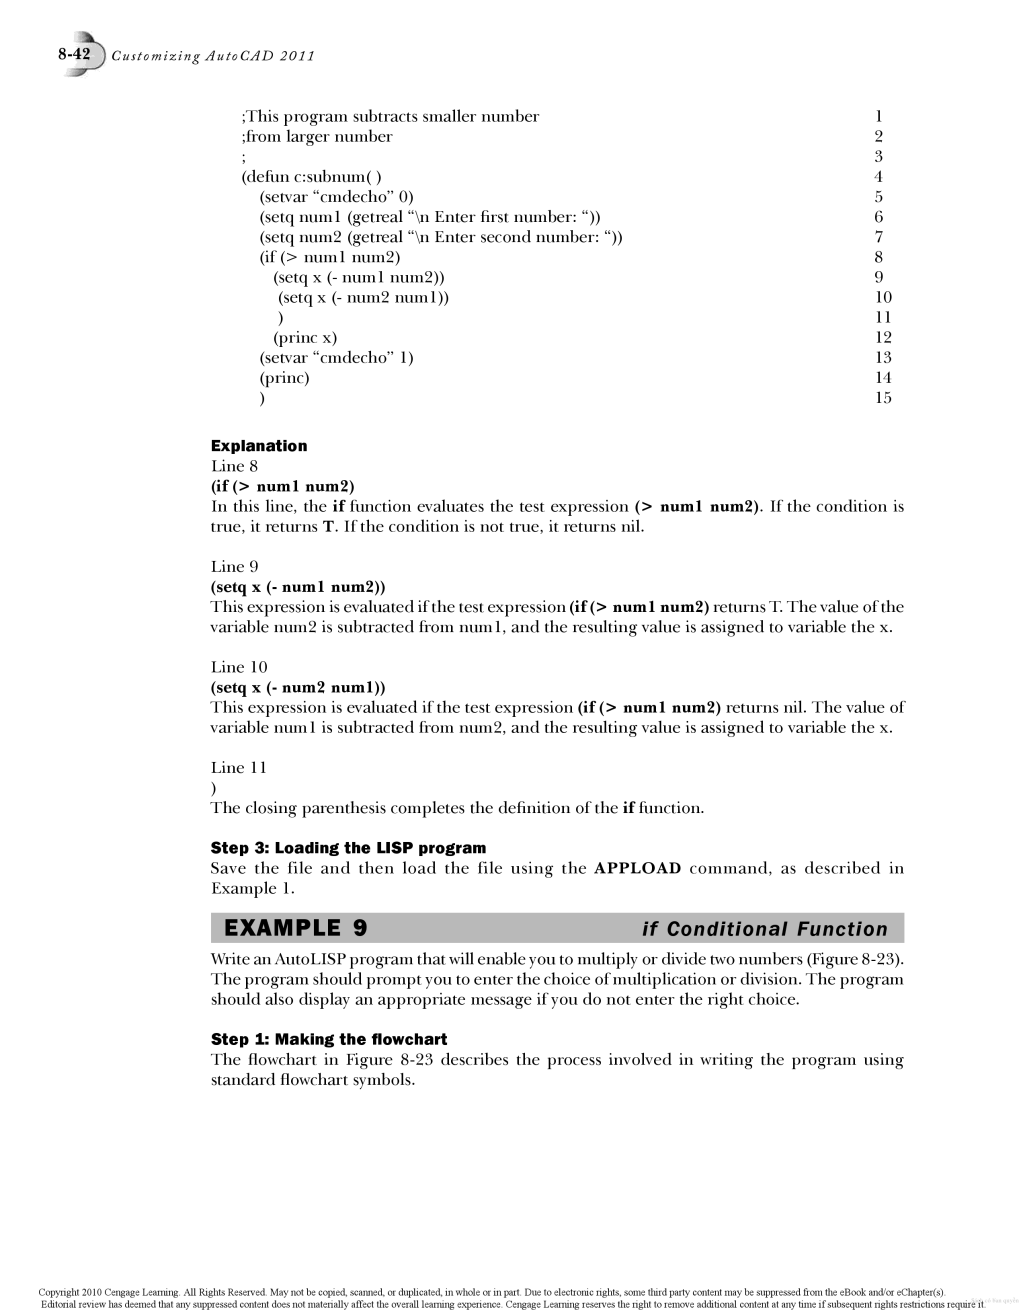 8-42 Customizing AutoCAD 2011
;This program subtracts smaller number 1
;from larger number 2
; 3
(defun c:subnum( ) 4
(setvar “cmdecho” 0) 5
(setq num1 (getreal “\n Enter first number: “)) 6
(setq num2 (getreal “\n Enter second number: “)) 7
(if (> num1 num2) 8
(setq x (- num1 num2)) 9
(setq x (- num2 num1)) 10
) 11
(princ x) 12
(setvar “cmdecho” 1) 13
(princ) 14
) 15
Explanation
Line 8
(if (> num1 num2)
In this line, the if function evaluates the test expression (> num1 num2). If the condition is
true, it returns T. If the condition is not true, it returns nil.
Line 9
(setq x (- num1 num2))
This expression is evaluated if the test expression (if (> num1 num2) returns T. The value of the
variable num2 is subtracted from num1, and the resulting value is assigned to variable the x.
Line 10
(setq x (- num2 num1))
This expression is evaluated if the test expression (if (> num1 num2) returns nil. The value of
variable num1 is subtracted from num2, and the resulting value is assigned to variable the x.
Line 11
)
The closing parenthesis completes the definition of the if function.
Step 3: Loading the LISP program
Save the file and then load the file using the APPLOAD command, as described in
Example 1.
EXAMPLE 9 if Conditional Function
Write an AutoLISP program that will enable you to multiply or divide two numbers (Figure 8-23).
The program should prompt you to enter the choice of multiplication or division. The program
should also display an appropriate message if you do not enter the right choice.
Step 1: Making the flowchart
The flowchart in Figure 8-23 describes the process involved in writing the program using
standard flowchart symbols.
Copyright 2010 Cengage Learning. All Rights Reserved. May not be copied, scanned, or duplicated, in whole or in part. Due to electronic rights, some third party content may be suppressed from the eBook and/or eChapter(s).
Editorial review has deemed that any suppressed content does not materially affect the overall learning experience. Cengage Learning reserves the right to remove additional content at any time if subsequent rights restrictions require it.